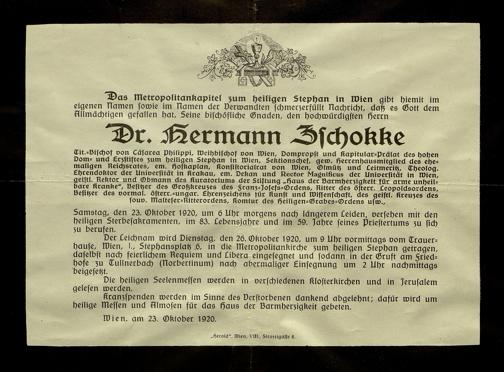 Das Metropolitankapitel zum heiligen Stephan in Wien gibt hiemit im
eigenen Namen sowie im Namen der Verwandten schmerzerfüllt Nachricht, daß es Gott dem
Allmächtigen gefallen hat, Seine bischöfliche Gnaden, den hochwürdigsten Herrn
Dr. Hermann Zschokke
Tit.-Bischof von Cäsarea Philippi, Weihbischof von Wien, Dompropst und Kapitular-Prälat des hohen
Dom- und Erzstiftes zum heiligen Stephan in Wien, Sektionschef, gew. Herrenhausmitglied des ehe-
maligen Reichsrates, em. Hofkaplan, Konsistorialrat von Wien, Olmütz und Leitmeritz, Theolog.
Ehrendoktor der Universität in Krakau, em. Dekan und Rector Magnificus der Universität in Wien,
geistl. Rektor und Obmann des Kuratoriums der Stiftung „Haus der Barmherzigkeit für arme unheil-
bare Kranke", Besitzer des Großkreuzes des Franz-Josefs-Ordens, Ritter des österr. Leopoldsordens,
Besitzer des vormal. österr.-ungar. Ehrenzeichens für Kunst und Wissenschaft, des geistl. Kreuzes des
souv. Malteser-Ritterordens, Komtur des Heiligen-Grabes-Ordens usw.,
Samstag, den 23. Oktober 1920, um 6 Uhr morgens nach längerem Leiden, versehen mit den
heiligen Sterbesakramenten, im 83. Lebensjahre und im 59. Jahre seines Priestertums zu sich
zu berufen.
Der Leichnam wird Dienstag, den 26. Oktober 1920, um 9 Uhr vormittags vom Trauer-
hause, Wien, I., Stephansplatz 5, in die Metropolitankirche zum heiligen Stephan getragen,
daselbst nach feierlichem Requiem und Libera eingesegnet und sodann in der Gruft am Fried-
hofe zu Tullnerbach (Norbertinum) nach abermaliger Einsegnung um 2 Uhr nachmittags
beigesetzt.
Die heiligen Seelenmessen werden in verschiedenen Klosterkirchen und in Jerusalem
gelesen werden.
Kranzspenden werden im Sinne des Verstorbenen dankend abgelehnt; dafür wird um
heilige Messen und Almosen für das Haus der Barmherzigkeit gebeten.
Wien, am 23. Oktober 1920.
„Herold", Wien, VIII., Strozzigasse 8.